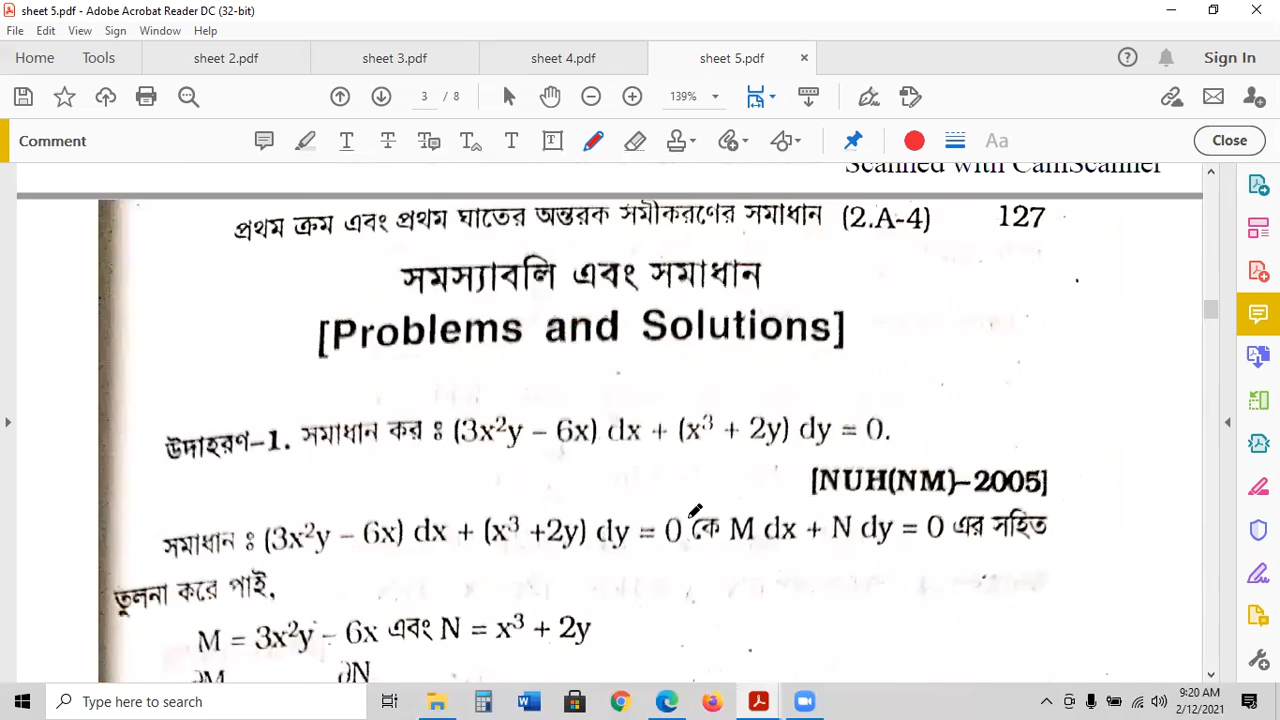 sheet 5.pdf - Adobe Acrobat Reader DC (32-bit)
File Edit View Sign Window Help
Home Tools sheet 2.pdf sheet 3.pdf sheet 4.pdf sheet 5.pdf × Sign In
3 / 8 139%
Comment Aa Close
Scanned with CamScanner
প্রথম ক্রম এবং প্রথম ঘাতের অন্তরক সমীকরণের সমাধান (2.A-4) 127
সমস্যাবলি এবং সমাধান
[Problems and Solutions]
উদাহরণ-1. সমাধান কর ঃ (3x²y – 6x) dx + (x³ + 2y) dy = 0.
[NUH(NM)–2005]
সমাধান ঃ (3x²y – 6x) dx + (x³ +2y) dy = 0 কে M dx + N dy = 0 এর সহিত
তুলনা করে পাই,
M = 3x²y – 6x এবং N = x³ + 2y
∂M ∂N
Type here to search 9:20 AM
2/12/2021